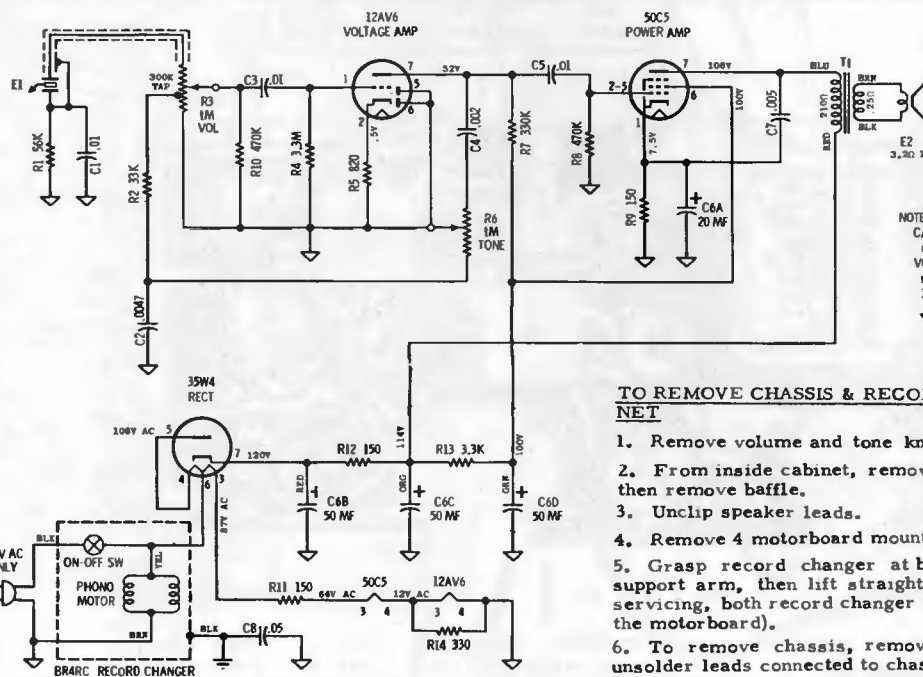 12AV6
VOLTAGE AMP
50C5
POWER AMP
E1
300K
TAP
R3
1M
VOL
C3 .01
1
7
5
6
2
.5V
52V
C5 .01
2-5
7
6
1
7.5V
108V
100V
BLU
T1
BRN
210Ω
.25Ω
BLK
RED
E2
3.2Ω
R1 56K
C1 .01
R2 33K
R10 470K
R4 3.3M
R5 820
C4 .002
R7 330K
R8 470K
R9 150
C6A
20 MF
C7 .005
R6
1M
TONE
C2 .0047
NOTE
CA
V
35W4
RECT
108V AC
5
7
120V
4
6
3
87V AC
R12 150
114V
R13 3.3K
100V
RED
C6B
50 MF
ORG
C6C
50 MF
GRN
C6D
50 MF
V AC
NLY
BLK
ON-OFF SW
YEL
PHONO
MOTOR
BRN
BLK
C8 .05
BR4RC RECORD CHANGER
R11 150
64V AC
50C5
3 4
12V AC
12AV6
3 4
R14 330
TO REMOVE CHASSIS & RECO
NET
1. Remove volume and tone kn
2. From inside cabinet, remov
then remove baffle.
3. Unclip speaker leads.
4. Remove 4 motorboard mount
5. Grasp record changer at b
support arm, then lift straight
servicing, both record changer
the motorboard).
6. To remove chassis, remov
unsolder leads connected to chas